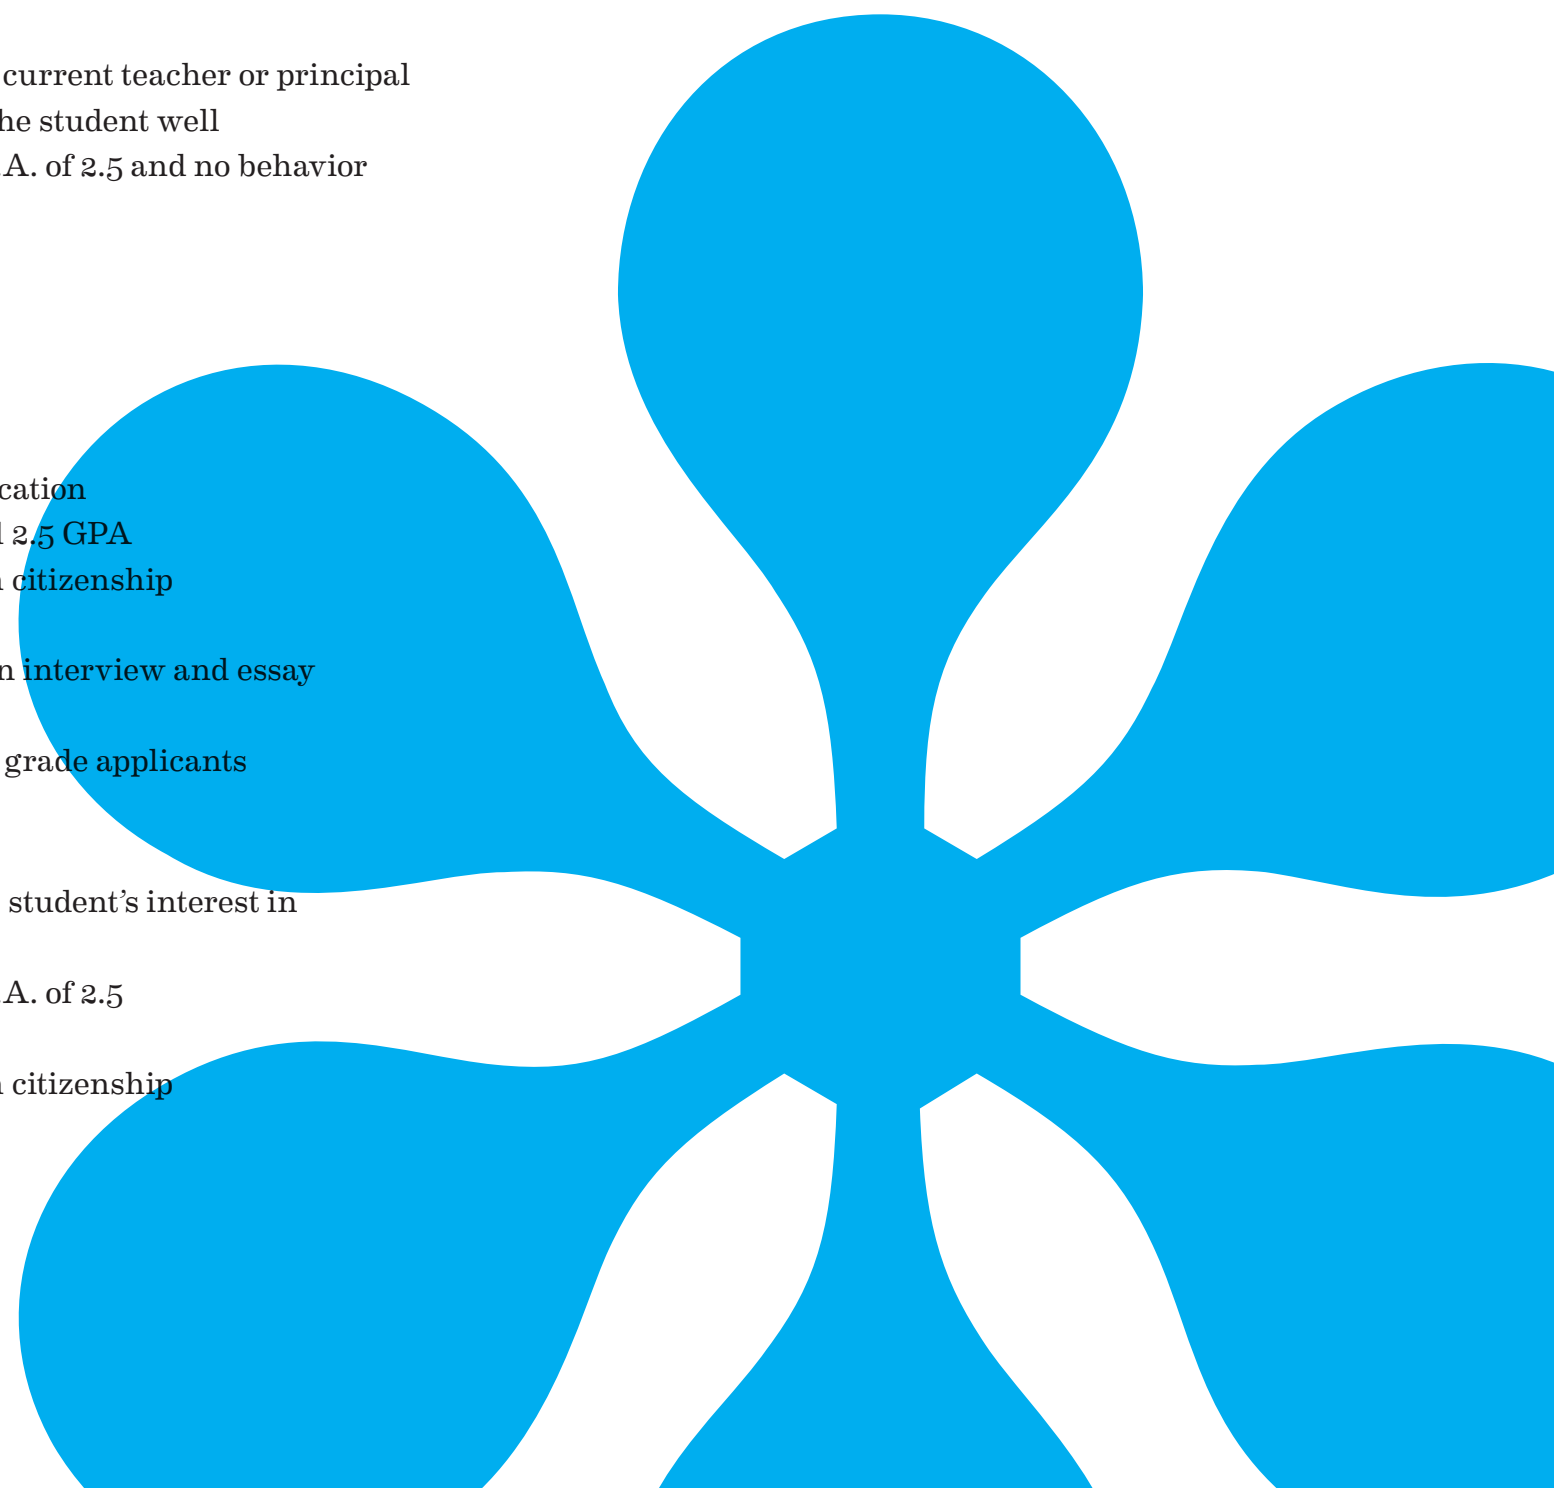 current teacher or principal
he student well
.A. of 2.5 and no behavior
cation
2.5 GPA
citizenship
n interview and essay
grade applicants
student’s interest in
.A. of 2.5
citizenship